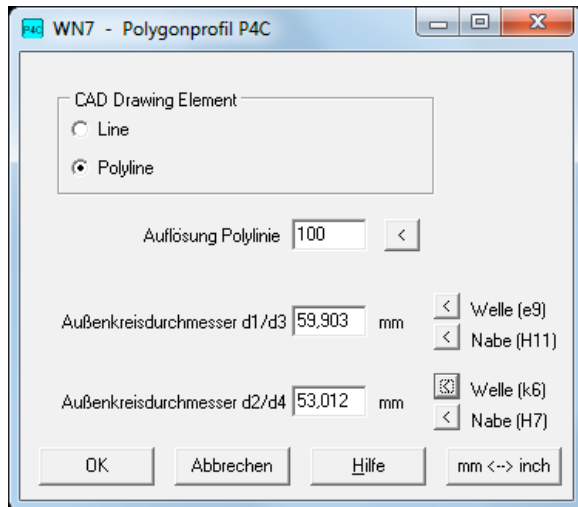 P4C WN7 - Polygonprofil P4C
CAD Drawing Element
Line
Polyline
Auflösung Polylinie 100 <
Außenkreisdurchmesser d1/d3 59,903 mm < Welle (e9)
< Nabe (H11)
Außenkreisdurchmesser d2/d4 53,012 mm < Welle (k6)
< Nabe (H7)
OK Abbrechen Hilfe mm <--> inch